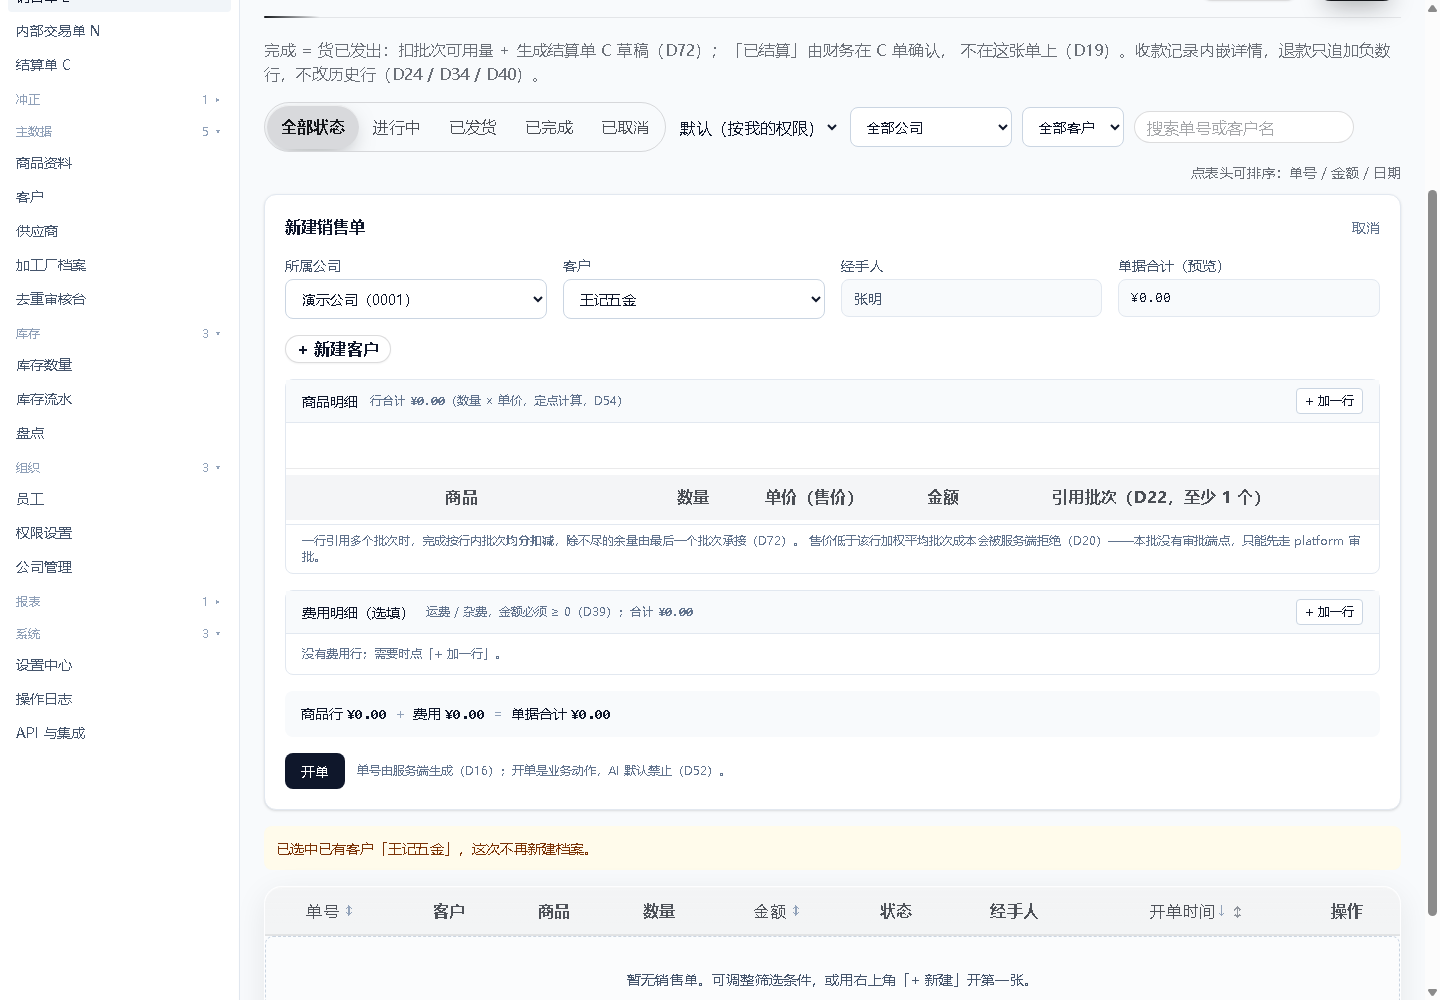 内部交易单 N
结算单 C
冲正 1
主数据 5
商品资料
客户
供应商
加工厂档案
去重审核台
库存 3
库存数量
库存流水
盘点
组织 3
员工
权限设置
公司管理
报表 1
系统 3
设置中心
操作日志
API 与集成
完成 = 货已发出：扣批次可用量 + 生成结算单 C 草稿（D72）；「已结算」由财务在 C 单确认， 不在这张单上（D19）。收款记录内嵌详情，退款只追加负数
行，不改历史行（D24 / D34 / D40）。
全部状态 进行中 已发货 已完成 已取消 默认（按我的权限） 全部公司 全部客户 搜索单号或客户名
点表头可排序：单号 / 金额 / 日期
新建销售单 取消
所属公司 客户 经手人 单据合计（预览）
演示公司（0001） 王记五金 张明 ¥0.00
+ 新建客户
商品明细 行合计 ¥0.00（数量 × 单价，定点计算，D54） + 加一行
商品 数量 单价（售价） 金额 引用批次（D22，至少 1 个）
一行引用多个批次时，完成按行内批次均分扣减，除不尽的余量由最后一个批次承接（D72）。 售价低于该行加权平均批次成本会被服务端拒绝（D20）——本批没有审批端点，只能先走 platform 审
批。
费用明细（选填） 运费 / 杂费，金额必须 ≥ 0（D39）；合计 ¥0.00 + 加一行
没有费用行；需要时点「+ 加一行」。
商品行 ¥0.00 + 费用 ¥0.00 = 单据合计 ¥0.00
开单 单号由服务端生成（D16）；开单是业务动作，AI 默认禁止（D52）。
已选中已有客户「王记五金」，这次不再新建档案。
单号 ↕ 客户 商品 数量 金额 ↕ 状态 经手人 开单时间↓ ↕ 操作
暂无销售单。可调整筛选条件，或用右上角「+ 新建」开第一张。